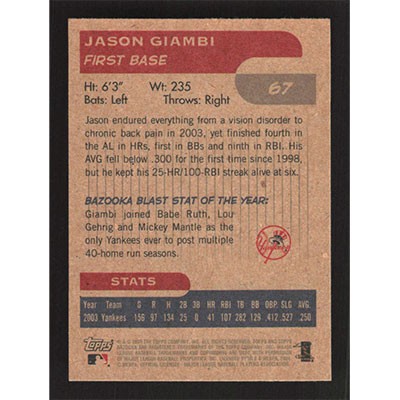 JASON GIAMBI
FIRST BASE
67
Ht: 6'3" Wt: 235
Bats: Left Throws: Right
Jason endured everything from a vision disorder to
chronic back pain in 2003, yet finished fourth in
the AL in HRs, first in BBs and ninth in RBI. His
AVG fell below .300 for the first time since 1998,
but he kept his 25-HR/100-RBI streak alive at six.
BAZOOKA BLAST STAT OF THE YEAR:
Giambi joined Babe Ruth, Lou
Gehrig and Mickey Mantle as the
only Yankees ever to post multiple
40-home run seasons.
STATS
Year Team G R H 2B 3B HR RBI TB BB OBP. SLG AVG
2003 Yankees 156 97 134 25 0 41 107 282 129 .412 .527 .250
Topps